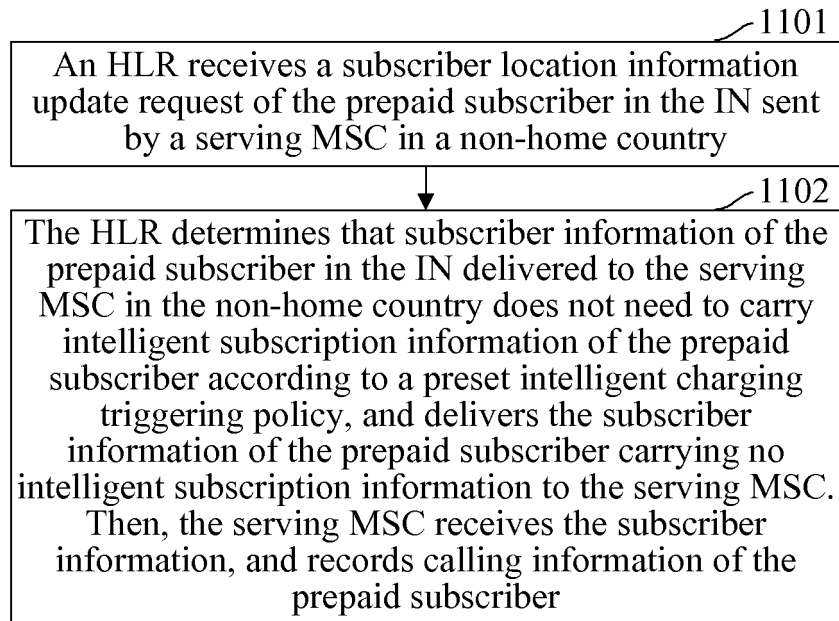 1101
An HLR receives a subscriber location information
update request of the prepaid subscriber in the IN sent
by a serving MSC in a non-home country
1102
The HLR determines that subscriber information of the
prepaid subscriber in the IN delivered to the serving
MSC in the non-home country does not need to carry
intelligent subscription information of the prepaid
subscriber according to a preset intelligent charging
triggering policy, and delivers the subscriber
information of the prepaid subscriber carrying no
intelligent subscription information to the serving MSC.
Then, the serving MSC receives the subscriber
information, and records calling information of the
prepaid subscriber